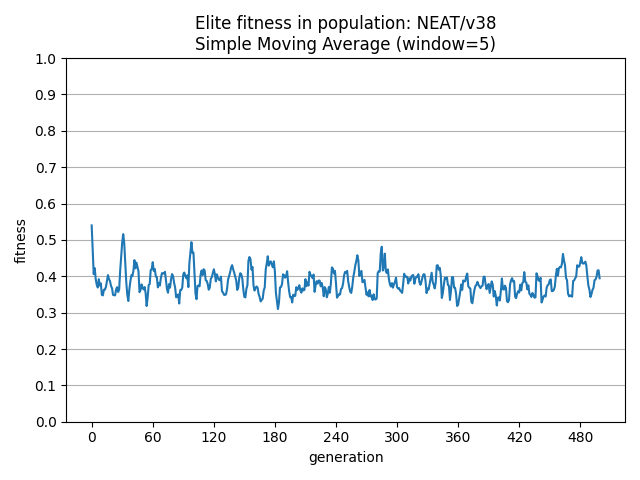 Elite fitness in population: NEAT/v38
Simple Moving Average (window=5)
1.0
0.9
0.8
0.7
0.6
0.5
0.4
0.3
0.2
0.1
0.0
fitness
0 60 120 180 240 300 360 420 480
generation